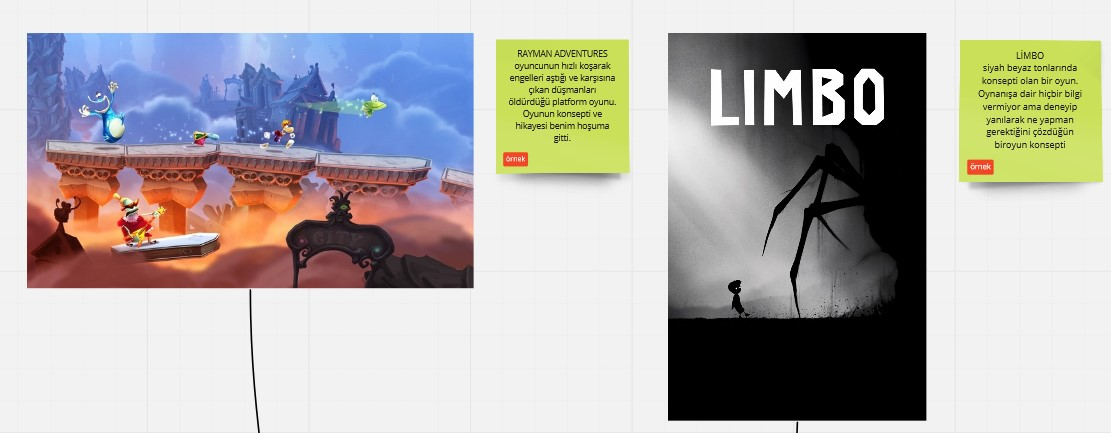 RAYMAN ADVENTURES
oyuncunun hızlı koşarak
engelleri aştığı ve karşısına
çıkan düşmanları
öldürdüğü platform oyunu.
Oyunun konsepti ve
hikayesi benim hoşuma
gitti.
örnek
LIMBO
LİMBO
siyah beyaz tonlarında
konsepti olan bir oyun.
Oynanışa dair hiçbir bilgi
vermiyor ama deneyip
yanılarak ne yapman
gerektiğini çözdüğün
biroyun konsepti
örnek